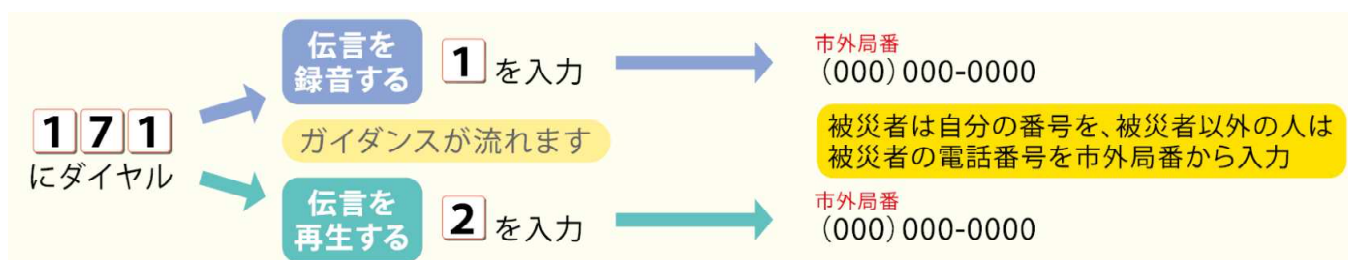 171
にダイヤル
伝言を
録音する
1を入力
市外局番
(000)000-0000
ガイダンスが流れます
被災者は自分の番号を、被災者以外の人は
被災者の電話番号を市外局番から入力
伝言を
再生する
2を入力
市外局番
(000)000-0000